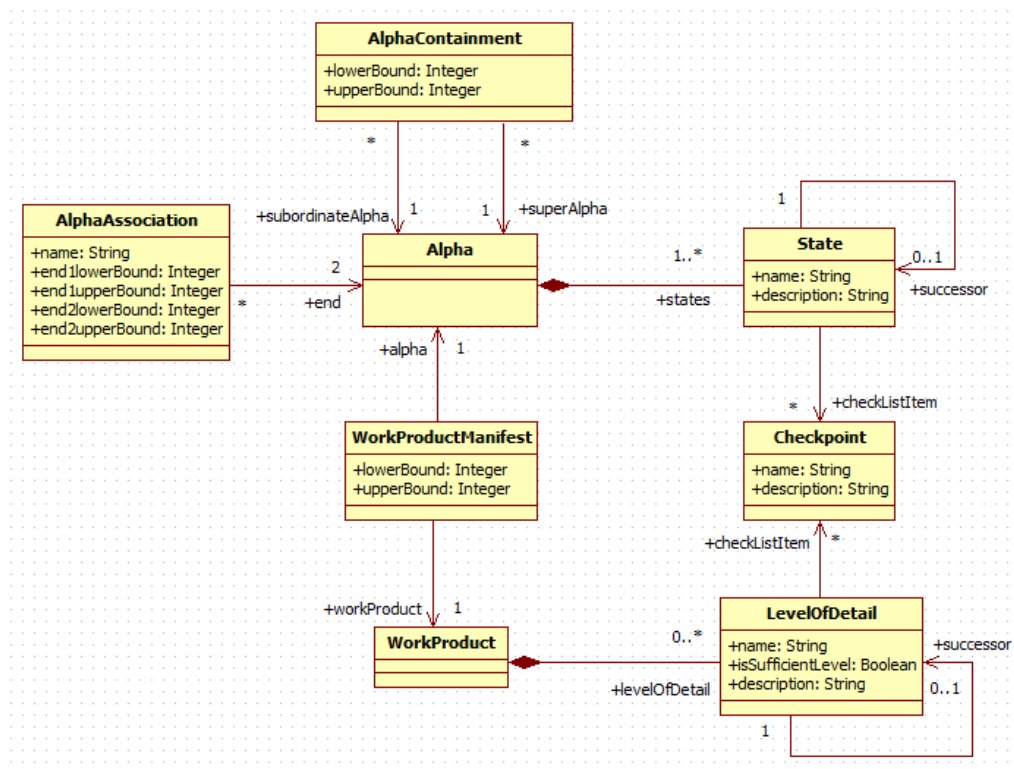 AlphaContainment
+lowerBound: Integer
+upperBound: Integer
*
*
+subordinateAlpha
1
1
+superAlpha
AlphaAssociation
+name: String
+end1lowerBound: Integer
+end1upperBound: Integer
+end2lowerBound: Integer
+end2upperBound: Integer
*
2
+end
Alpha
1..*
+states
1
State
+name: String
+description: String
0..1
+successor
+alpha
1
*
+checkListItem
WorkProductManifest
+lowerBound: Integer
+upperBound: Integer
Checkpoint
+name: String
+description: String
+checkListItem
*
+workProduct
1
WorkProduct
0..*
+levelOfDetail
LevelOfDetail
+name: String
+isSufficientLevel: Boolean
+description: String
+successor
0..1
1